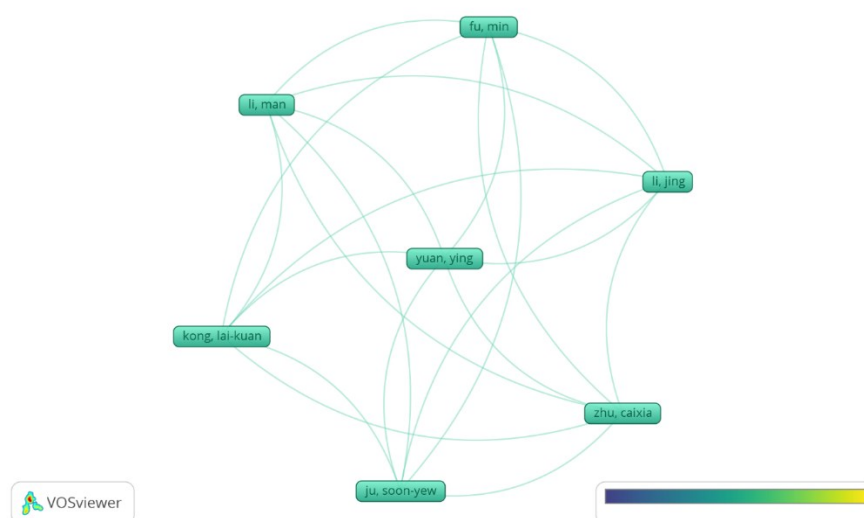 fu, min
li, man
li, jing
yuan, ying
kong, lai-kuan
zhu, caixia
ju, soon-yew
VOSviewer